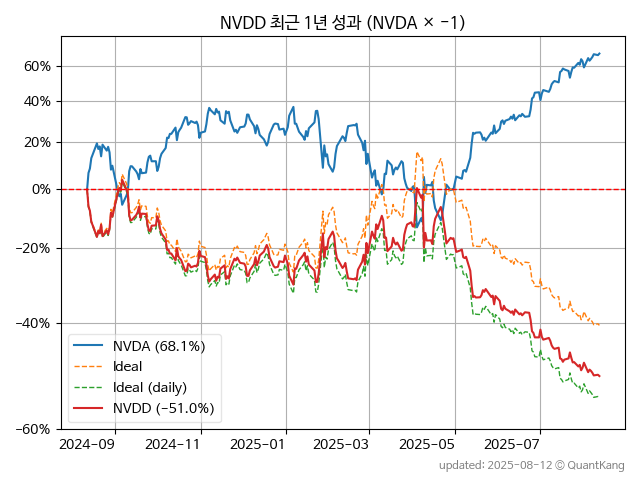 NVDD 최근 1년 성과 (NVDA × −1)
60%
40%
20%
0%
−20%
−40%
−60%
NVDA (68.1%)
Ideal
Ideal (daily)
NVDD (−51.0%)
2024−09
2024−11
2025−01
2025−03
2025−05
2025−07
updated: 2025-08-12 © QuantKang